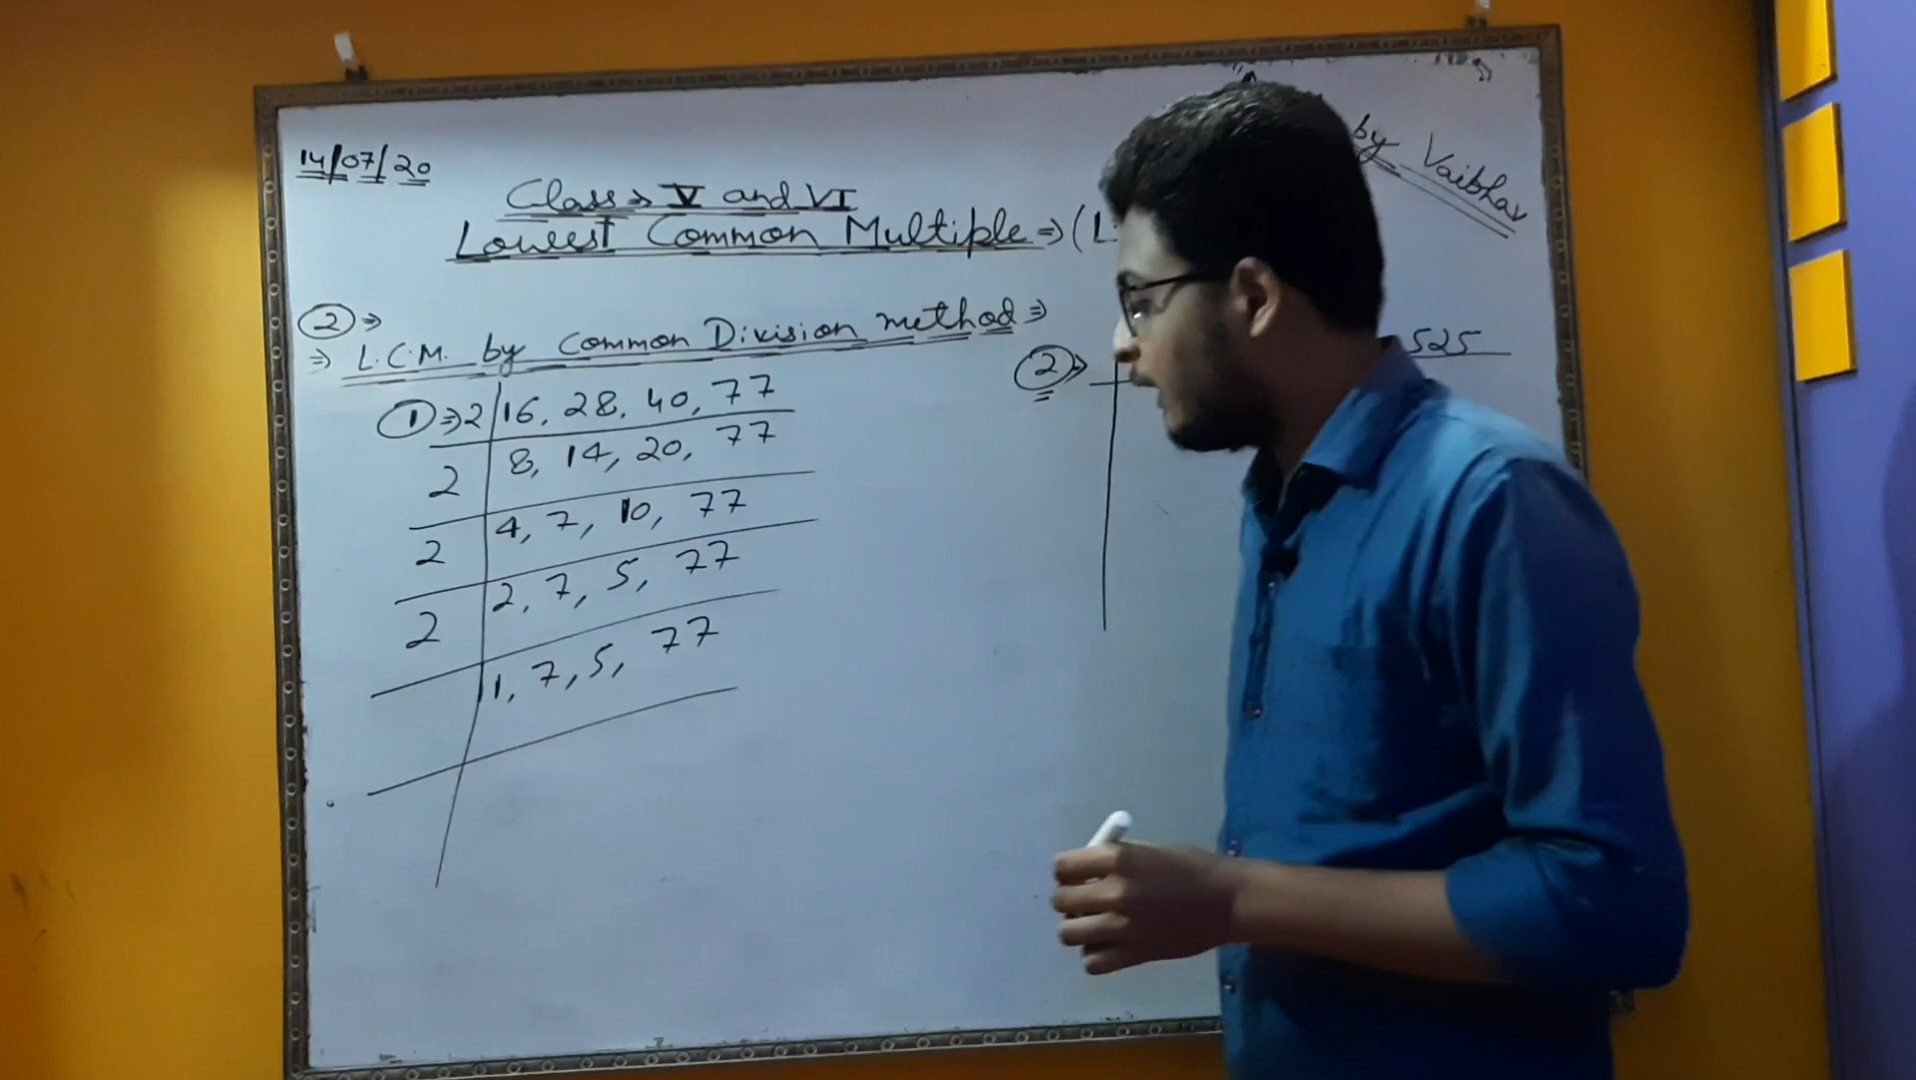 14/07/20
by Vaibhav
Class → V and VI
Lowest Common Multiple ⇒ (L
② ⇒
⇒ L.C.M. by Common Division method ⇒
① ⇒ 2 | 16, 28, 40, 77
2 | 8, 14, 20, 77
2 | 4, 7, 10, 77
2 | 2, 7, 5, 77
1, 7, 5, 77
② ⇒
525